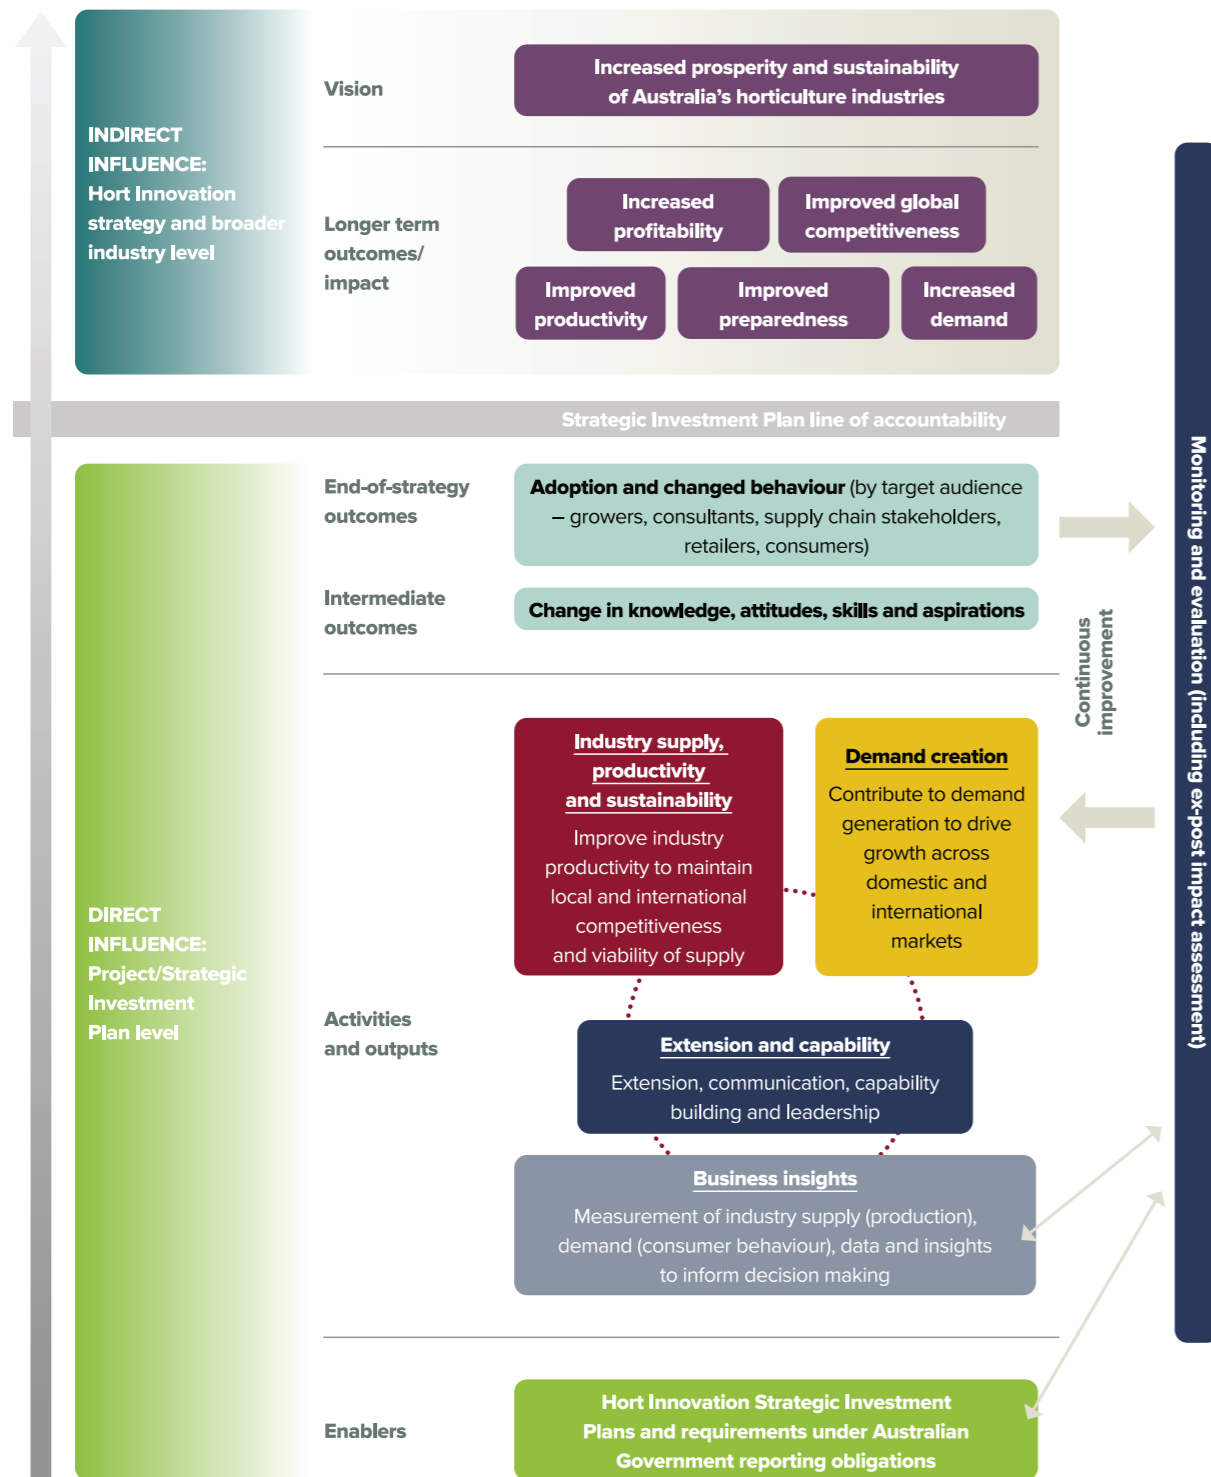 INDIRECT
INFLUENCE:
Hort Innovation
strategy and broader
industry level
Vision
Increased prosperity and sustainability
of Australia’s horticulture industries
Longer term
outcomes/
impact
Increased
profitability
Improved global
competitiveness
Improved
productivity
Improved
preparedness
Increased
demand
Strategic Investment Plan line of accountability
DIRECT
INFLUENCE:
Project/Strategic
Investment
Plan level
End-of-strategy
outcomes
Adoption and changed behaviour (by target audience
– growers, consultants, supply chain stakeholders,
retailers, consumers)
Intermediate
outcomes
Change in knowledge, attitudes, skills and aspirations
Activities
and outputs
Industry supply,
productivity
and sustainability
Improve industry
productivity to maintain
local and international
competitiveness
and viability of supply
Demand creation
Contribute to demand
generation to drive
growth across
domestic and
international
markets
Extension and capability
Extension, communication, capability
building and leadership
Business insights
Measurement of industry supply (production),
demand (consumer behaviour), data and insights
to inform decision making
Enablers
Hort Innovation Strategic Investment
Plans and requirements under Australian
Government reporting obligations
Continuous
improvement
Monitoring and evaluation (including ex-post impact assessment)